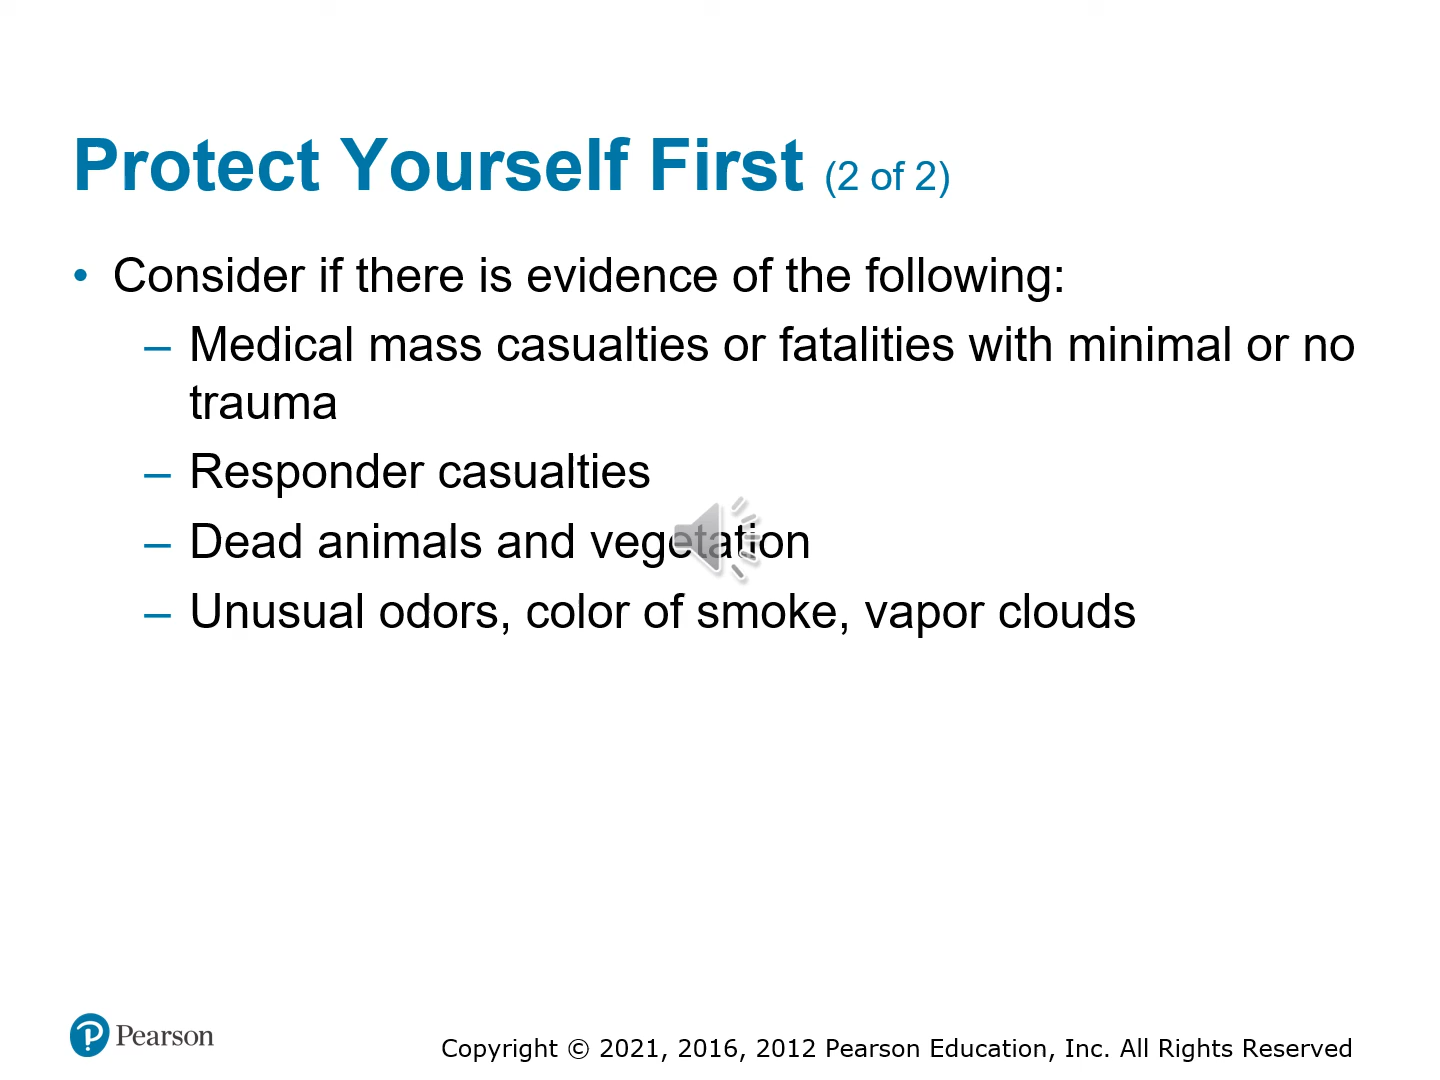 Protect Yourself First (2 of 2)
• Consider if there is evidence of the following:
– Medical mass casualties or fatalities with minimal or no
trauma
– Responder casualties
– Dead animals and vegetation
– Unusual odors, color of smoke, vapor clouds
Pearson
Copyright © 2021, 2016, 2012 Pearson Education, Inc. All Rights Reserved